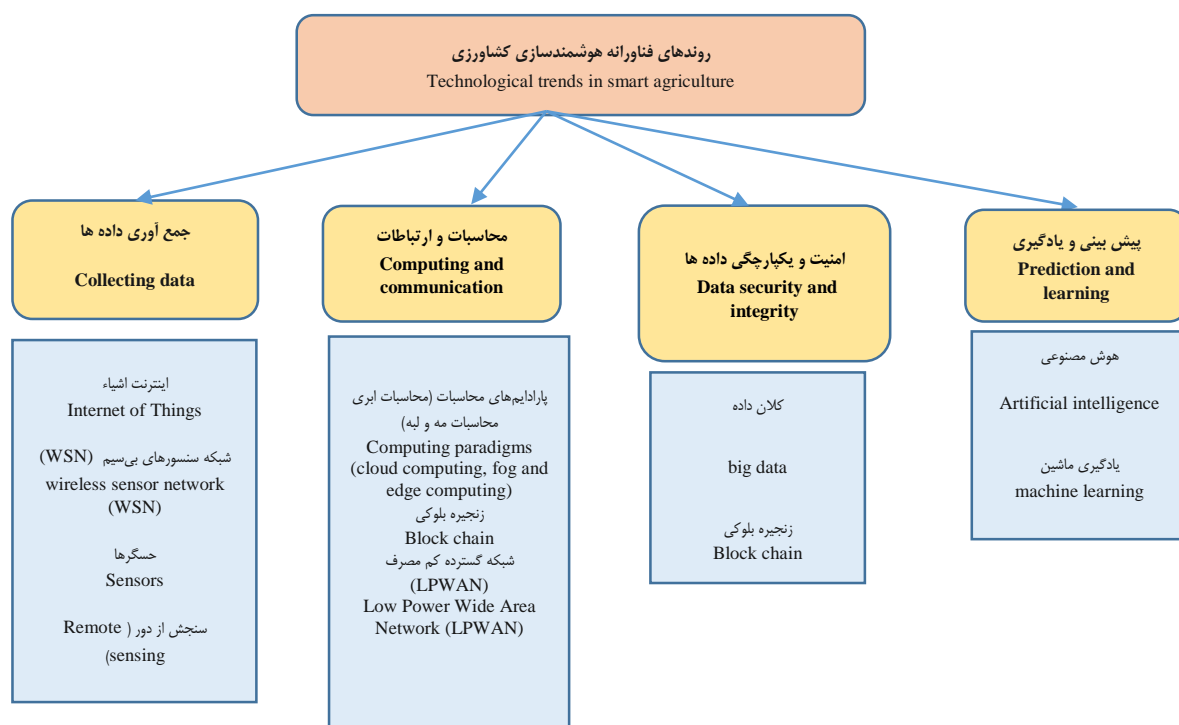 روندهای فناورانه هوشمندسازی کشاورزی
Technological trends in smart agriculture
جمع آوری داده ها
Collecting data
اینترنت اشیاء
Internet of Things
شبکه سنسورهای بی‌سیم (WSN)
wireless sensor network
(WSN)
حسگرها
Sensors
سنجش از دور ( Remote
sensing)
محاسبات و ارتباطات
Computing and
communication
پارادایم‌های محاسبات (محاسبات ابری
محاسبات مه و لبه)
Computing paradigms
(cloud computing, fog and
edge computing)
زنجیره بلوکی
Block chain
شبکه گسترده کم مصرف
(LPWAN)
Low Power Wide Area
Network (LPWAN)
امنیت و یکپارچگی داده ها
Data security and
integrity
کلان داده
big data
زنجیره بلوکی
Block chain
پیش بینی و یادگیری
Prediction and
learning
هوش مصنوعی
Artificial intelligence
یادگیری ماشین
machine learning